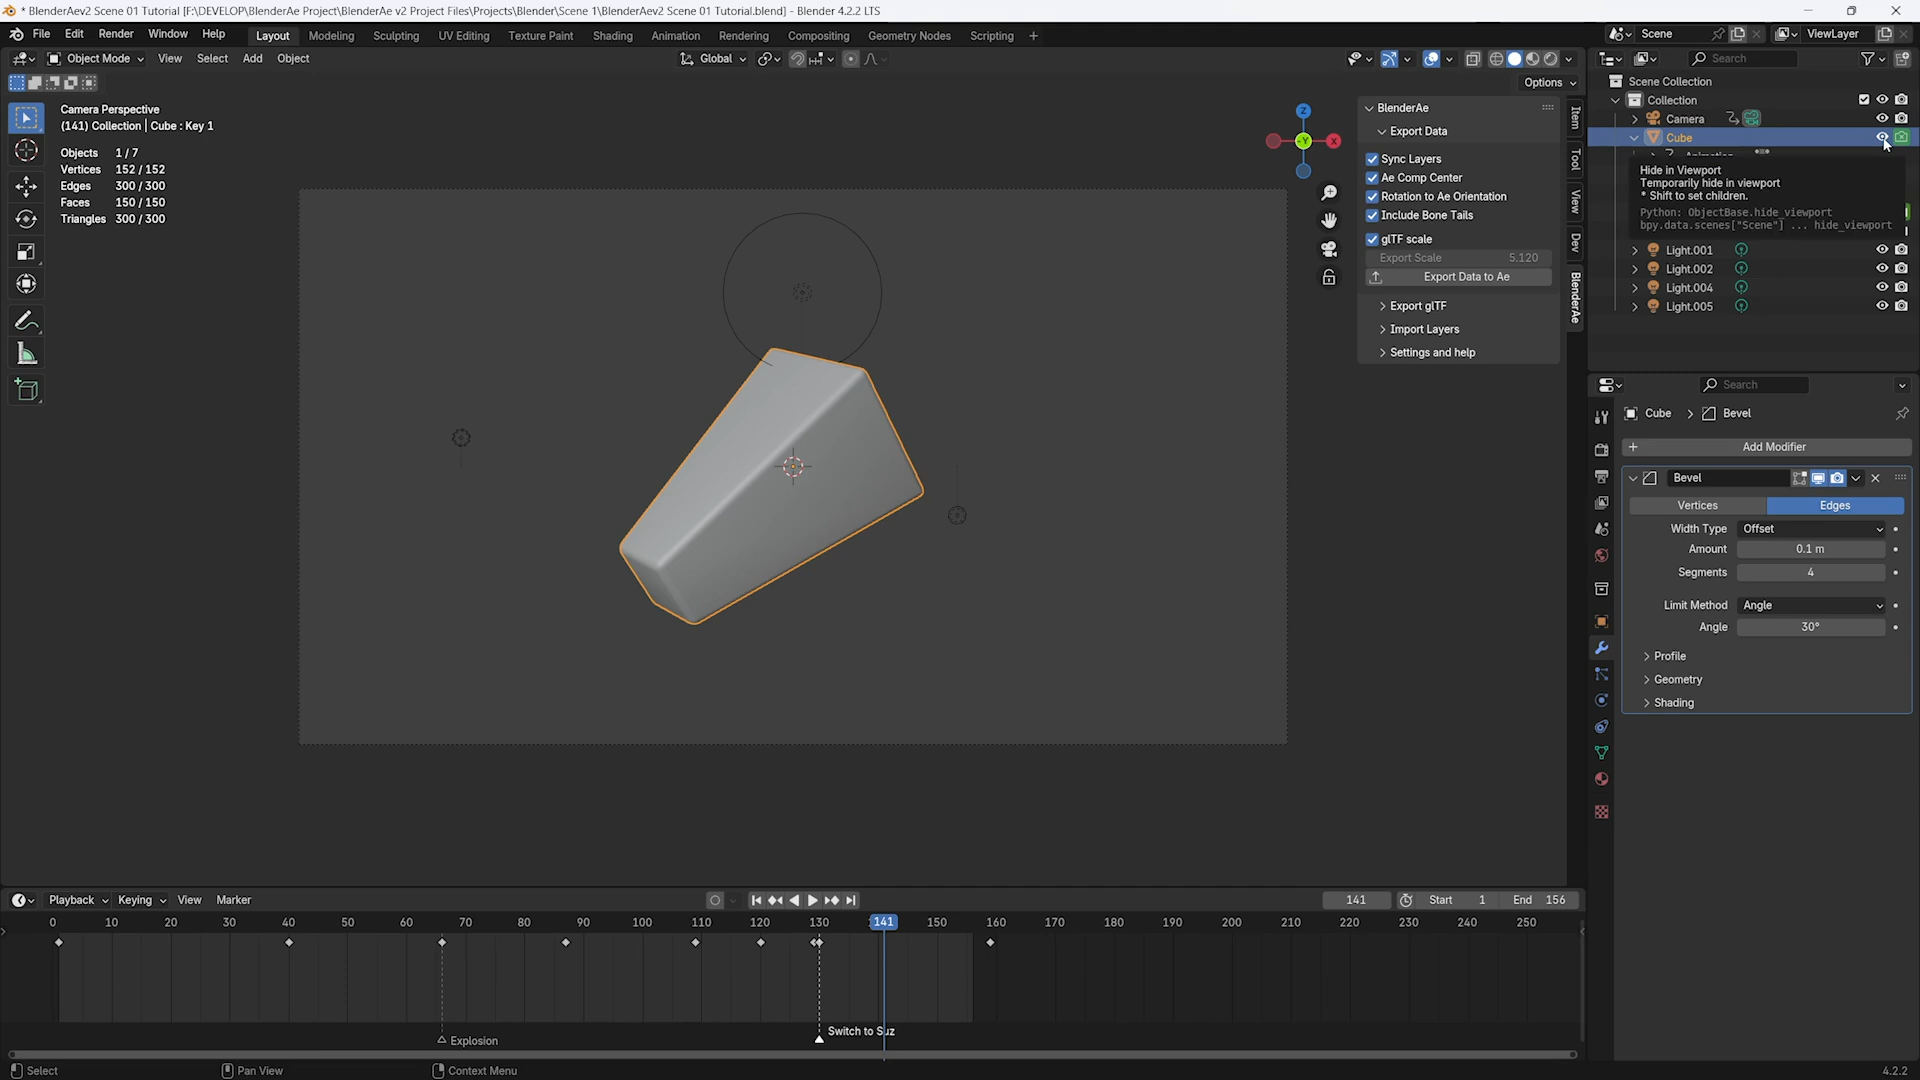 * BlenderAev2 Scene 01 Tutorial [F:\DEVELOP\BlenderAe Project\BlenderAe v2 Project Files\Projects\Blender\Scene 1\BlenderAev2 Scene 01 Tutorial.blend] - Blender 4.2.2 LTS
File Edit Render Window Help Layout Modeling Sculpting UV Editing Texture Paint Shading Animation Rendering Compositing Geometry Nodes Scripting + Scene ViewLayer
Object Mode View Select Add Object Global Search
Options
Camera Perspective
(141) Collection | Cube : Key 1
Objects 1/7
Vertices 152/152
Edges 300/300
Faces 150/150
Triangles 300/300
Z
Y
X
BlenderAe
Export Data
Sync Layers
Ae Comp Center
Rotation to Ae Orientation
Include Bone Tails
glTF scale
Export Scale 5.120
Export Data to Ae
Export glTF
Import Layers
Settings and help
Item
Tool
View
Dev
BlenderAe
Scene Collection
Collection
Camera
Cube
Hide in Viewport
Temporarily hide in viewport
* Shift to set children.
Python: ObjectBase.hide_viewport
bpy.data.scenes["Scene"] ... hide_viewport
Light.001
Light.002
Light.004
Light.005
Search
Cube > Bevel
+ Add Modifier
Bevel
Vertices Edges
Width Type Offset
Amount 0.1 m
Segments 4
Limit Method Angle
Angle 30°
Profile
Geometry
Shading
Playback Keying View Marker 141 Start 1 End 156
0 10 20 30 40 50 60 70 80 90 100 110 120 130 141 150 160 170 180 190 200 210 220 230 240 250
Switch to Suz
Explosion
Select Pan View Context Menu 4.2.2